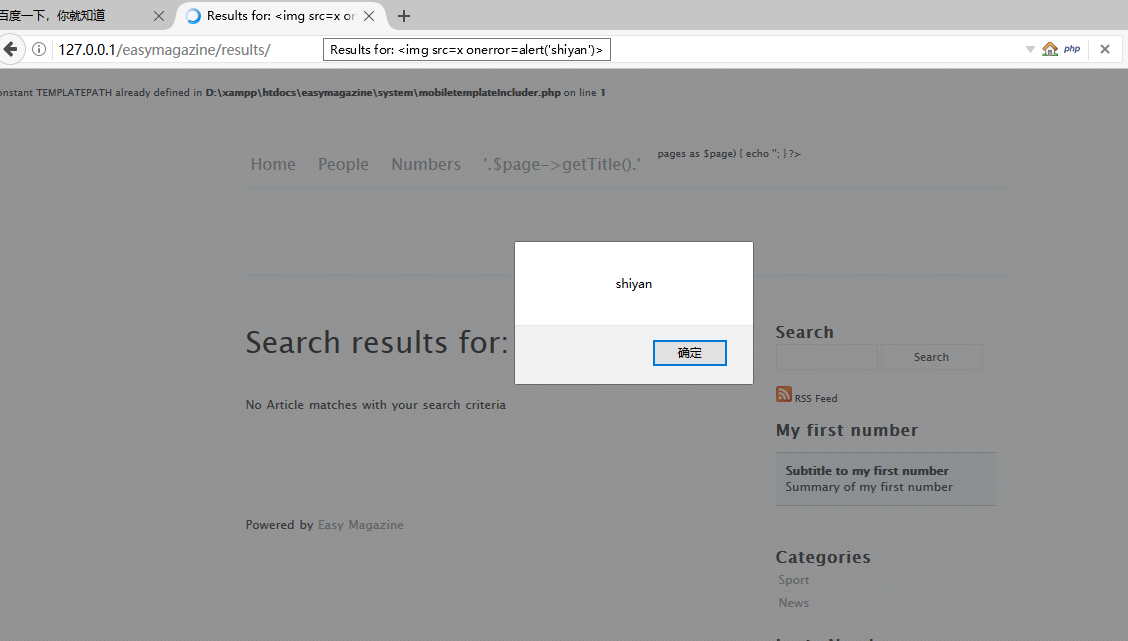 百度一下，你就知道
Results for: <img src=x or
127.0.0.1/easymagazine/results/
Results for: <img src=x onerror=alert('shiyan')>
php
onstant TEMPLATEPATH already defined in D:\xampp\htdocs\easymagazine\system\mobiletemplateIncluder.php on line 1
Home People Numbers '.$page->getTitle().' pages as $page) { echo ''; } ?>
shiyan
确定
Search results for:
No Article matches with your search criteria
Powered by Easy Magazine
Search
Search
RSS Feed
My first number
Subtitle to my first number
Summary of my first number
Categories
Sport
News